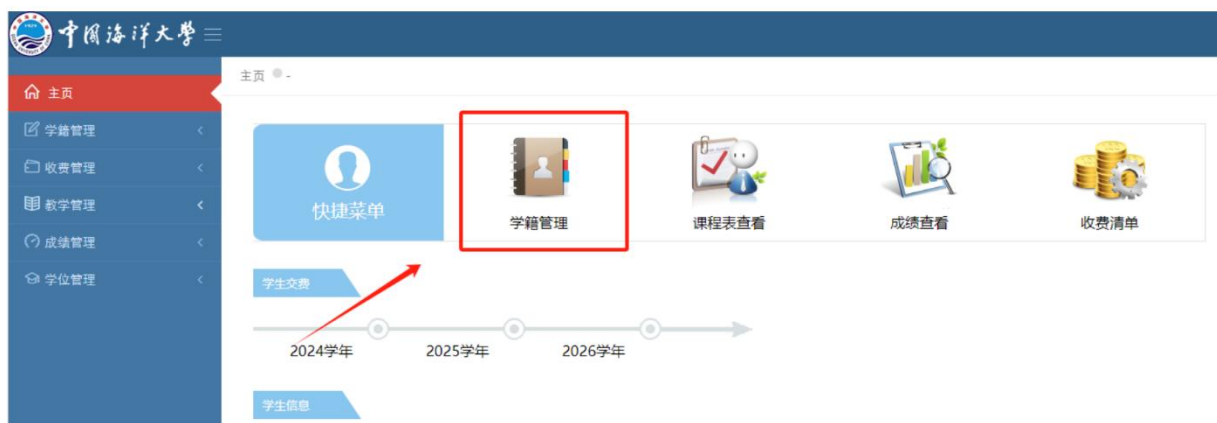 中国海洋大学
主页
学籍管理
收费管理
教学管理
成绩管理
学位管理
主页 -
快捷菜单
学籍管理
课程表查看
成绩查看
收费清单
学生交费
2024学年 2025学年 2026学年
学生信息